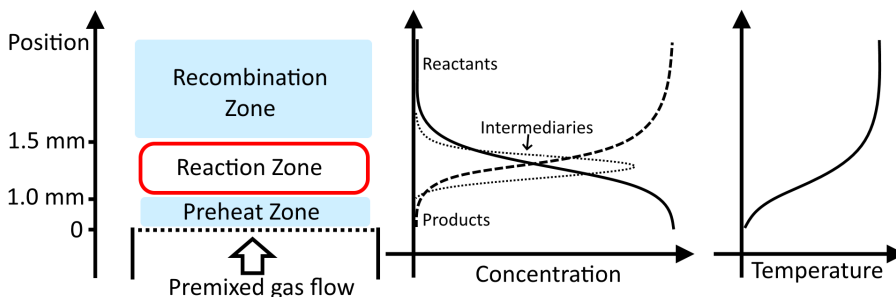 Position
Recombination
Zone
1.5 mm
Reaction Zone
1.0 mm
Preheat Zone
0
Premixed gas flow
Reactants
Intermediaries
Products
Concentration
Temperature